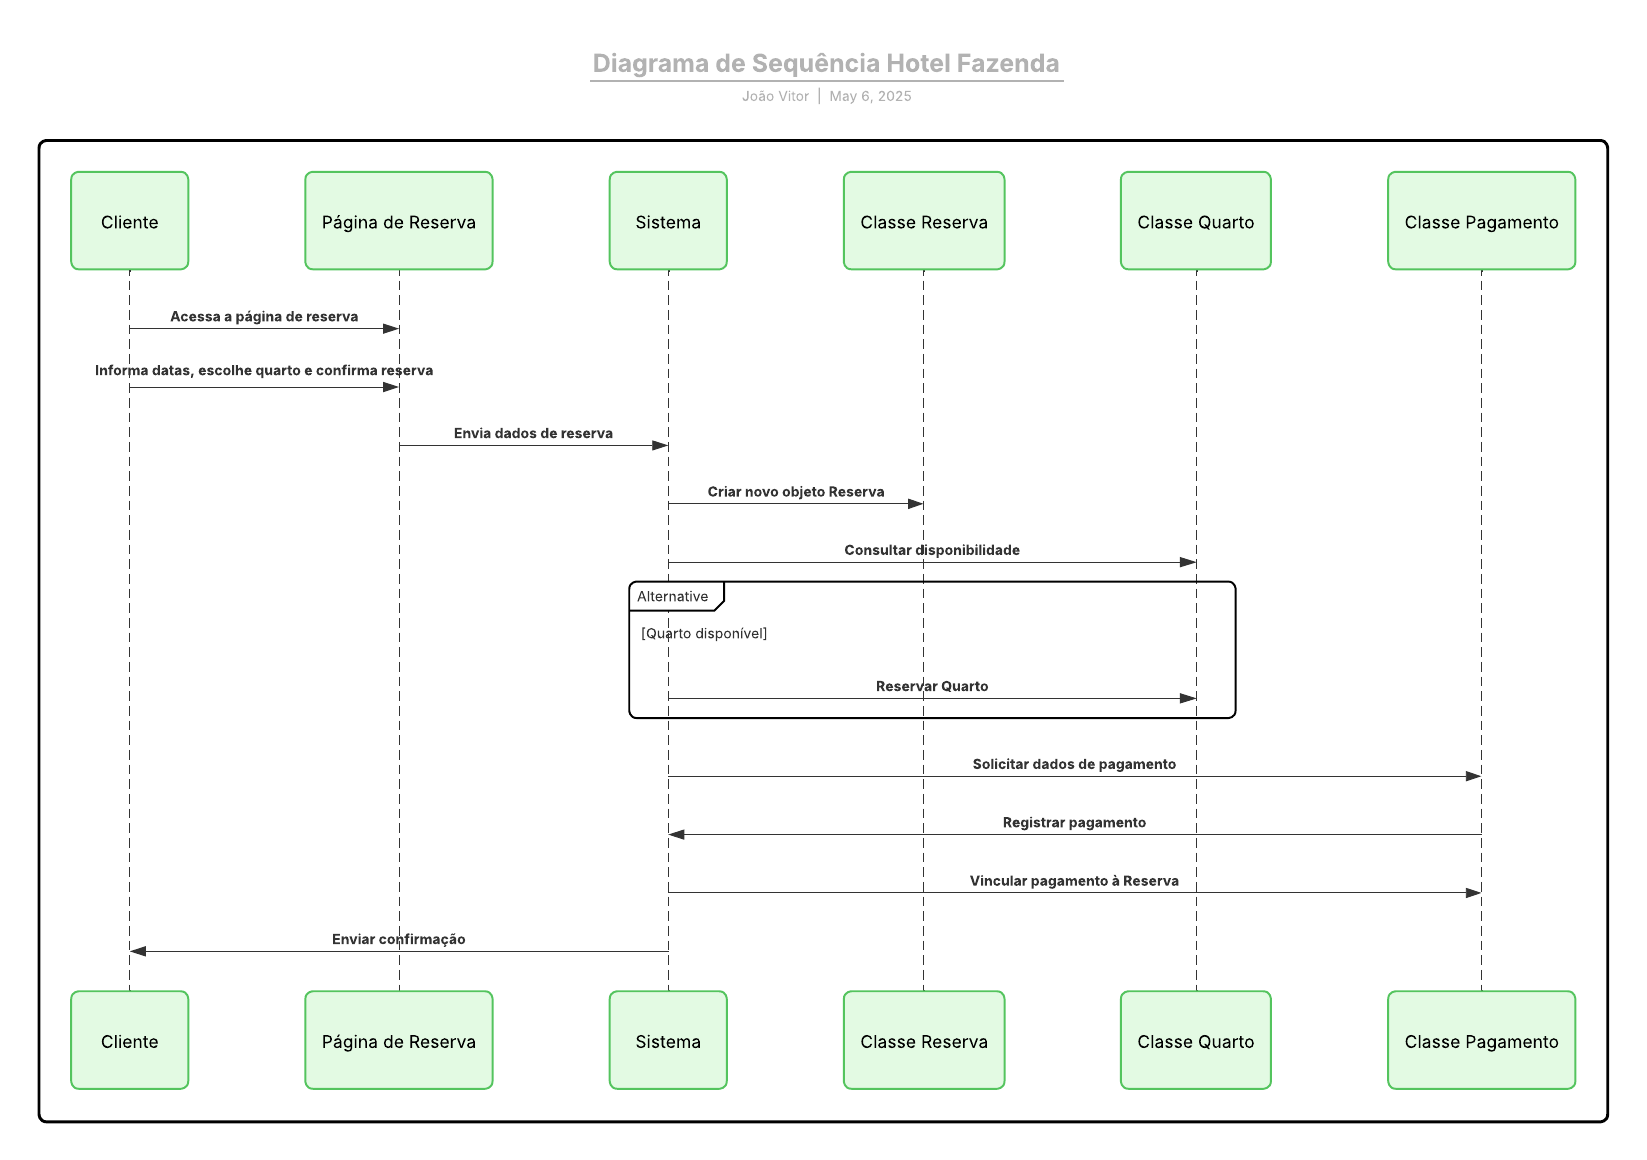 Diagrama de Sequência Hotel Fazenda
João Vitor | May 6, 2025
Cliente
Página de Reserva
Sistema
Classe Reserva
Classe Quarto
Classe Pagamento
Acessa a página de reserva
Informa datas, escolhe quarto e confirma reserva
Envia dados de reserva
Criar novo objeto Reserva
Consultar disponibilidade
Alternative
[Quarto disponível]
Reservar Quarto
Solicitar dados de pagamento
Registrar pagamento
Vincular pagamento à Reserva
Enviar confirmação
Cliente
Página de Reserva
Sistema
Classe Reserva
Classe Quarto
Classe Pagamento